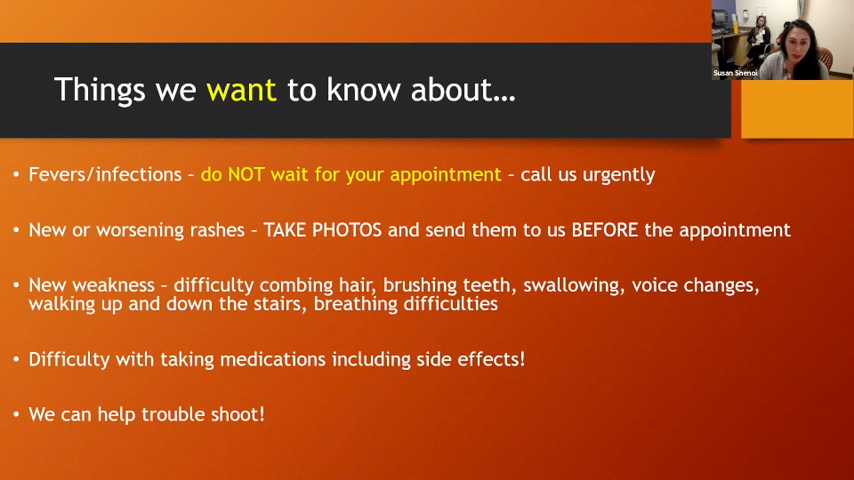 Susan Shenoi
Things we want to know about...
• Fevers/infections – do NOT wait for your appointment – call us urgently
• New or worsening rashes – TAKE PHOTOS and send them to us BEFORE the appointment
• New weakness – difficulty combing hair, brushing teeth, swallowing, voice changes,
walking up and down the stairs, breathing difficulties
• Difficulty with taking medications including side effects!
• We can help trouble shoot!